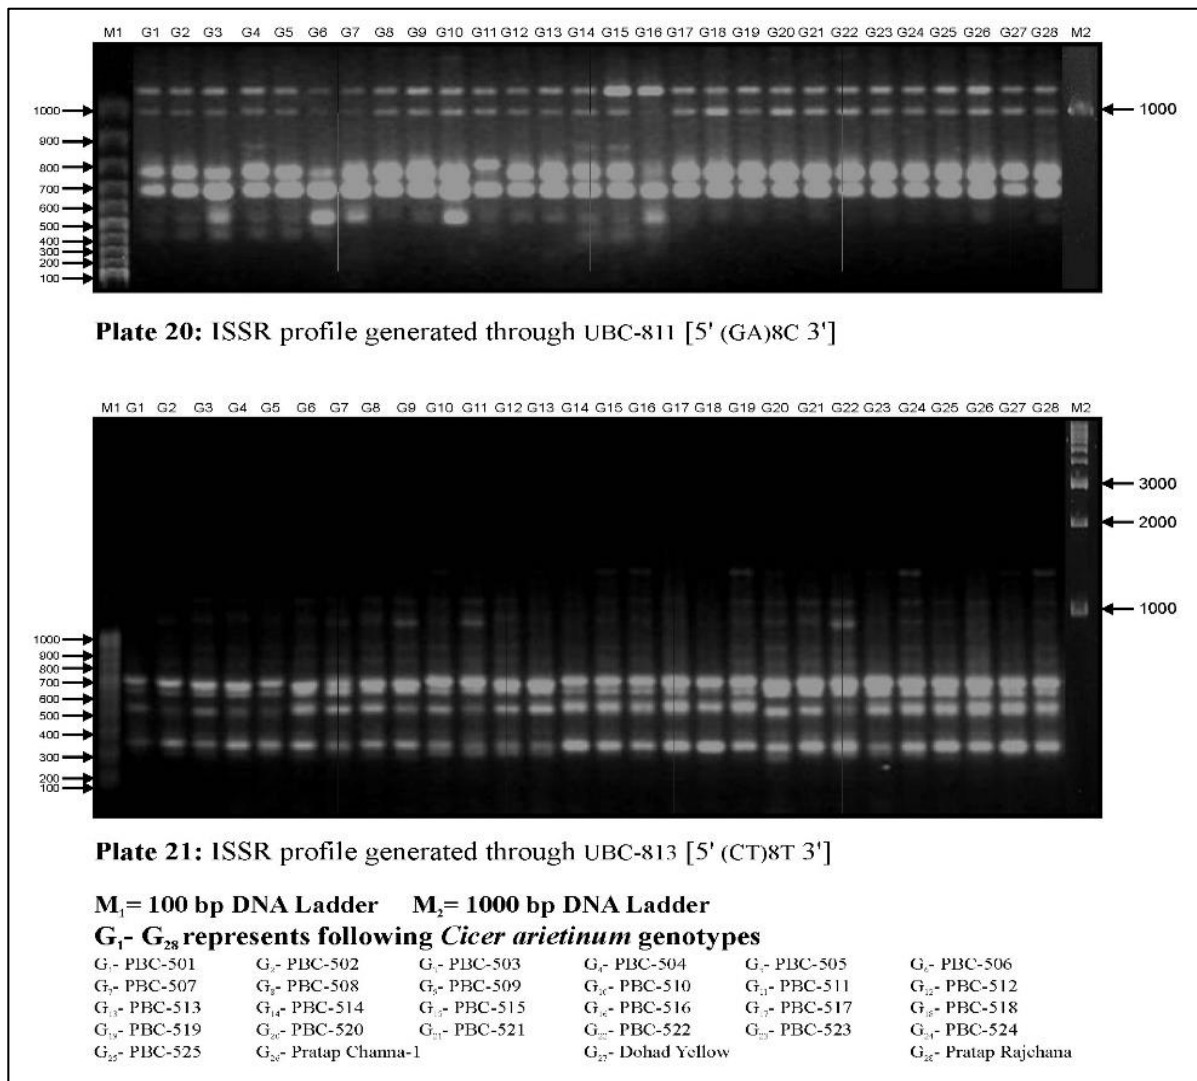 M1 G1 G2 G3 G4 G5 G6 G7 G8 G9 G10 G11 G12 G13 G14 G15 G16 G17 G18 G19 G20 G21 G22 G23 G24 G25 G26 G27 G28 M2
1000 1000
900
800
700
600
500
400
300
200
100
Plate 20: ISSR profile generated through UBC-811 [5' (GA)8C 3']
M1 G1 G2 G3 G4 G5 G6 G7 G8 G9 G10 G11 G12 G13 G14 G15 G16 G17 G18 G19 G20 G21 G22 G23 G24 G25 G26 G27 G28 M2
3000
2000
1000
1000
900
800
700
600
500
400
300
200
100
Plate 21: ISSR profile generated through UBC-813 [5' (CT)8T 3']
M₁= 100 bp DNA Ladder M₂= 1000 bp DNA Ladder
G₁- G₂₈ represents following Cicer arietinum genotypes
G₁- PBC-501 G₂- PBC-502 G₃- PBC-503 G₄- PBC-504 G₅- PBC-505 G₆- PBC-506
G₇- PBC-507 G₈- PBC-508 G₉- PBC-509 G₁₀- PBC-510 G₁₁- PBC-511 G₁₂- PBC-512
G₁₃- PBC-513 G₁₄- PBC-514 G₁₅- PBC-515 G₁₆- PBC-516 G₁₇- PBC-517 G₁₈- PBC-518
G₁₉- PBC-519 G₂₀- PBC-520 G₂₁- PBC-521 G₂₂- PBC-522 G₂₃- PBC-523 G₂₄- PBC-524
G₂₅- PBC-525 G₂₆- Pratap Channa-1 G₂₇- Dohad Yellow G₂₈- Pratap Rajchana